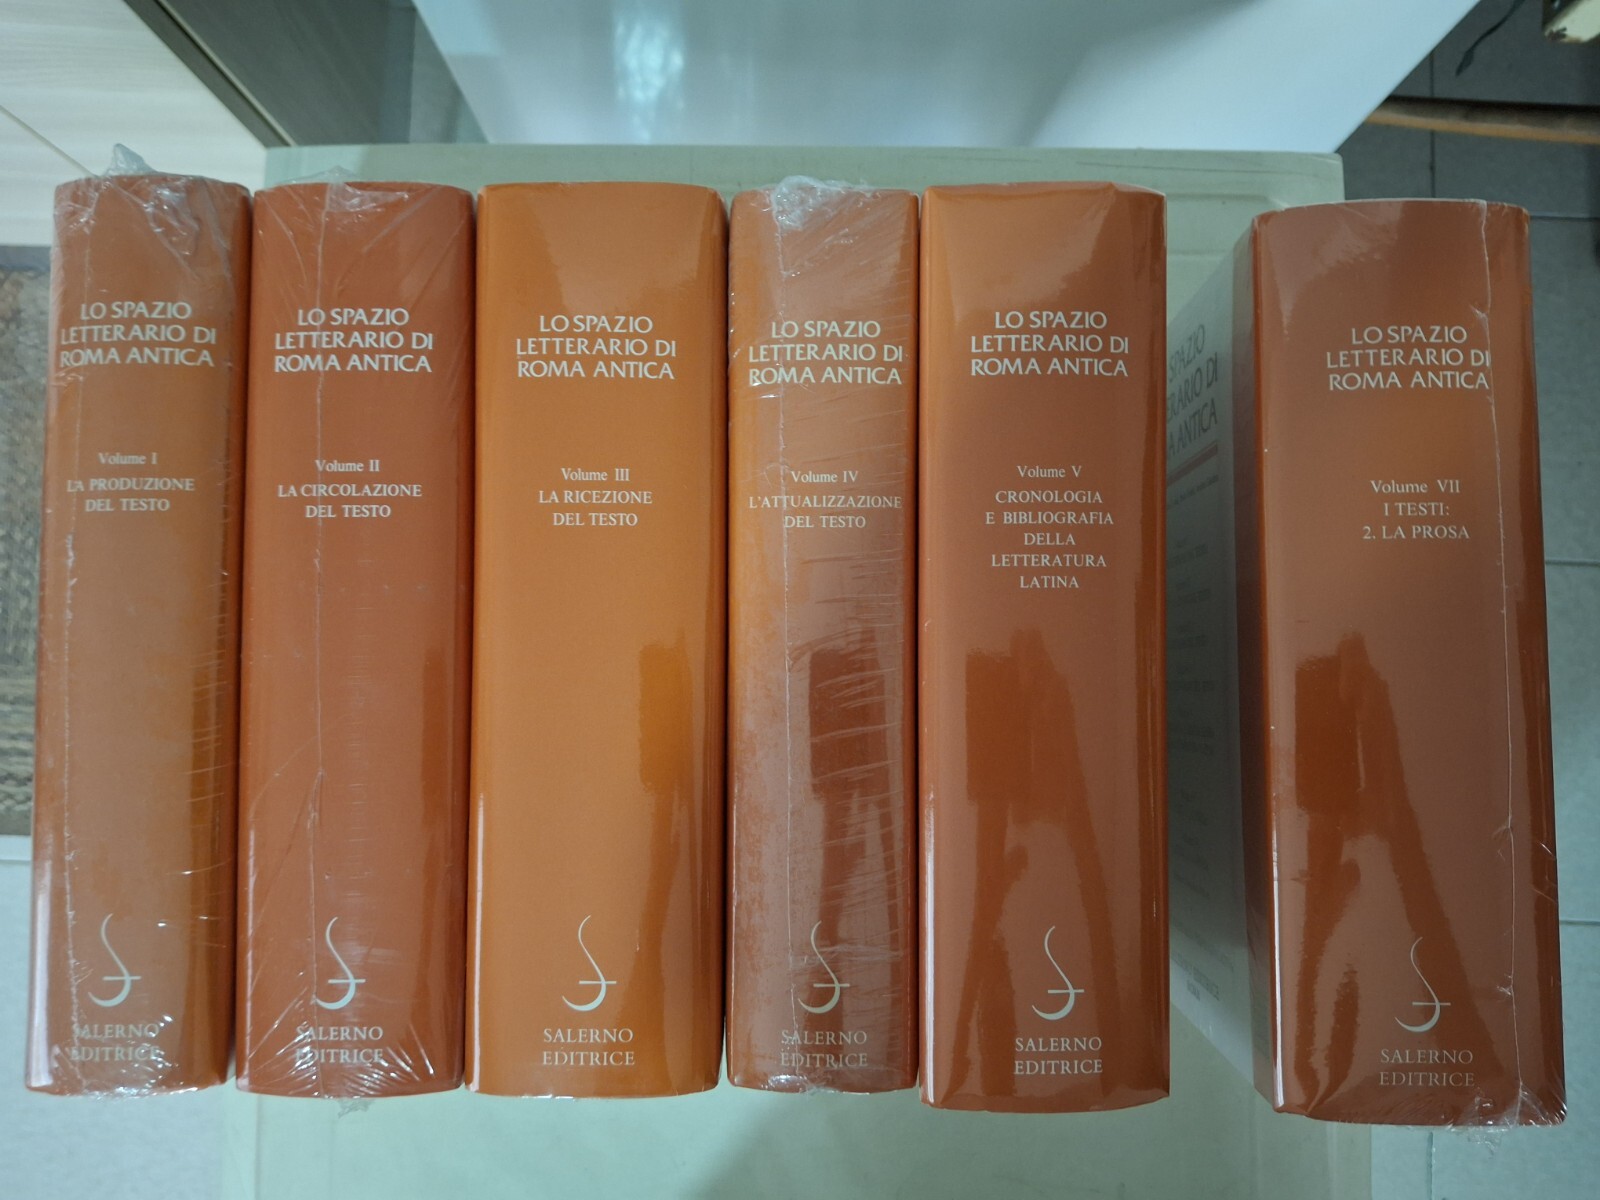 LO SPAZIO
LETTERARIO DI
ROMA ANTICA
Volume I
LA PRODUZIONE
DEL TESTO
SALERNO
EDITRICE
LO SPAZIO
LETTERARIO DI
ROMA ANTICA
Volume II
LA CIRCOLAZIONE
DEL TESTO
SALERNO
EDITRICE
LO SPAZIO
LETTERARIO DI
ROMA ANTICA
Volume III
LA RICEZIONE
DEL TESTO
SALERNO
EDITRICE
LO SPAZIO
LETTERARIO DI
ROMA ANTICA
Volume IV
L'ATTUALIZZAZIONE
DEL TESTO
SALERNO
EDITRICE
LO SPAZIO
LETTERARIO DI
ROMA ANTICA
Volume V
CRONOLOGIA
E BIBLIOGRAFIA
DELLA
LETTERATURA
LATINA
SALERNO
EDITRICE
SPAZIO
DI
ANTICA
LO SPAZIO
LETTERARIO DI
ROMA ANTICA
Volume VII
I TESTI:
2. LA PROSA
SALERNO
EDITRICE